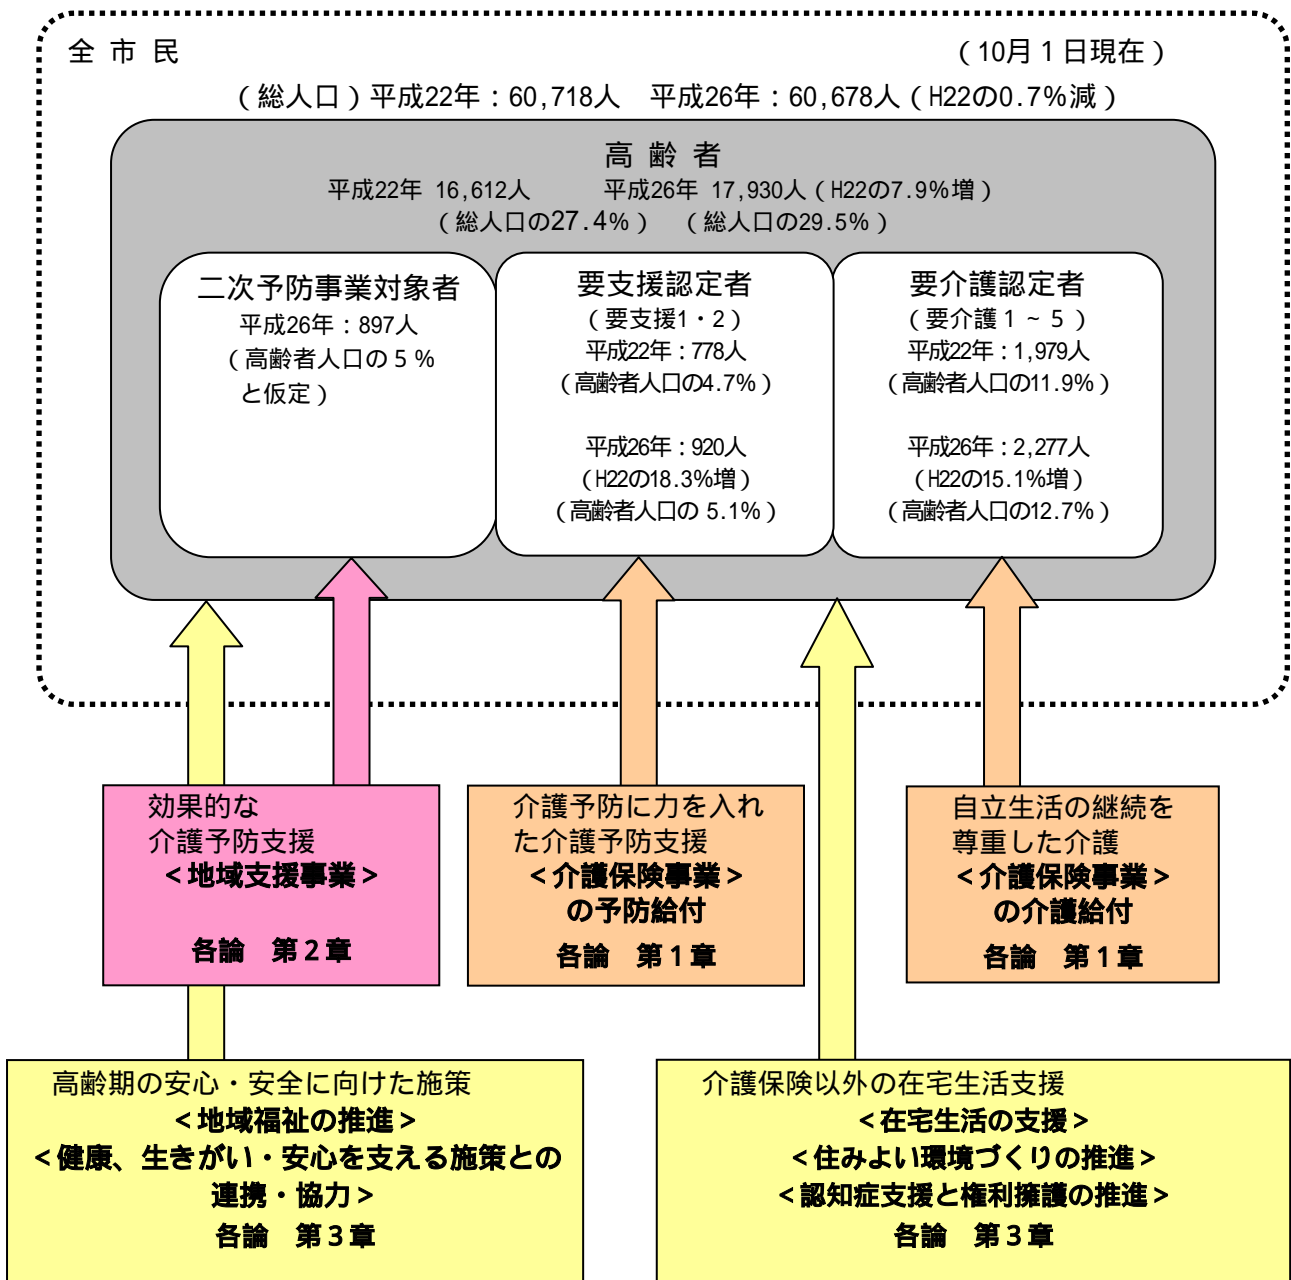 全 市 民
（10月１日現在）
（総人口）平成22年：60,718人　平成26年：60,678人（H22の0.7%減）
高 齢 者
平成22年 16,612人　　平成26年 17,930人（H22の7.9%増）
（総人口の27.4%）　（総人口の29.5%）
二次予防事業対象者
平成26年：897人
（高齢者人口の５%
と仮定）
要支援認定者
（要支援1・2）
平成22年：778人
（高齢者人口の4.7%）
平成26年：920人
（H22の18.3%増）
（高齢者人口の 5.1%）
要介護認定者
（要介護１～５）
平成22年：1,979人
（高齢者人口の11.9%）
平成26年：2,277人
（H22の15.1%増）
（高齢者人口の12.7%）
効果的な
介護予防支援
＜地域支援事業＞
各論　第２章
介護予防に力を入れ
た介護予防支援
＜介護保険事業＞
の予防給付
各論　第１章
自立生活の継続を
尊重した介護
＜介護保険事業＞
の介護給付
各論　第１章
高齢期の安心・安全に向けた施策
＜地域福祉の推進＞
＜健康、生きがい・安心を支える施策との
連携・協力＞
各論　第３章
介護保険以外の在宅生活支援
＜在宅生活の支援＞
＜住みよい環境づくりの推進＞
＜認知症支援と権利擁護の推進＞
各論　第３章